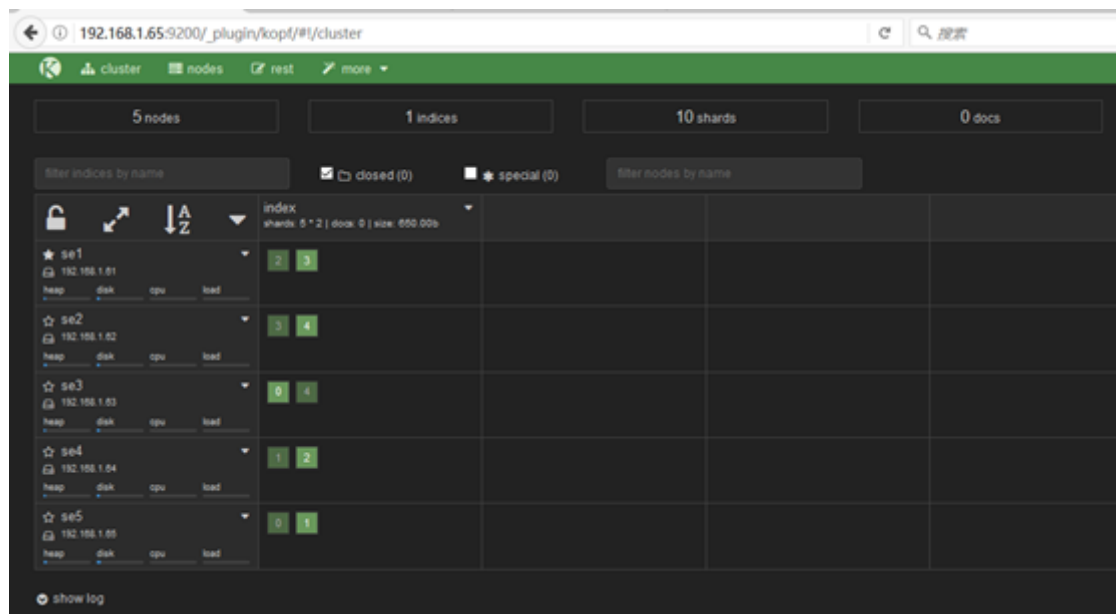 192.168.1.65:9200/_plugin/kopf/#!/cluster 搜索
cluster nodes rest more
5 nodes 1 indices 10 shards 0 docs
filter indices by name closed (0) special (0) filter nodes by name
index
shards: 5 * 2 | docs: 0 | size: 650.00b
se1 2 3
192.168.1.61
heap disk cpu load
se2 3 4
192.168.1.62
heap disk cpu load
se3 0 4
192.168.1.63
heap disk cpu load
se4 1 2
192.168.1.64
heap disk cpu load
se5 0 1
192.168.1.65
heap disk cpu load
show log